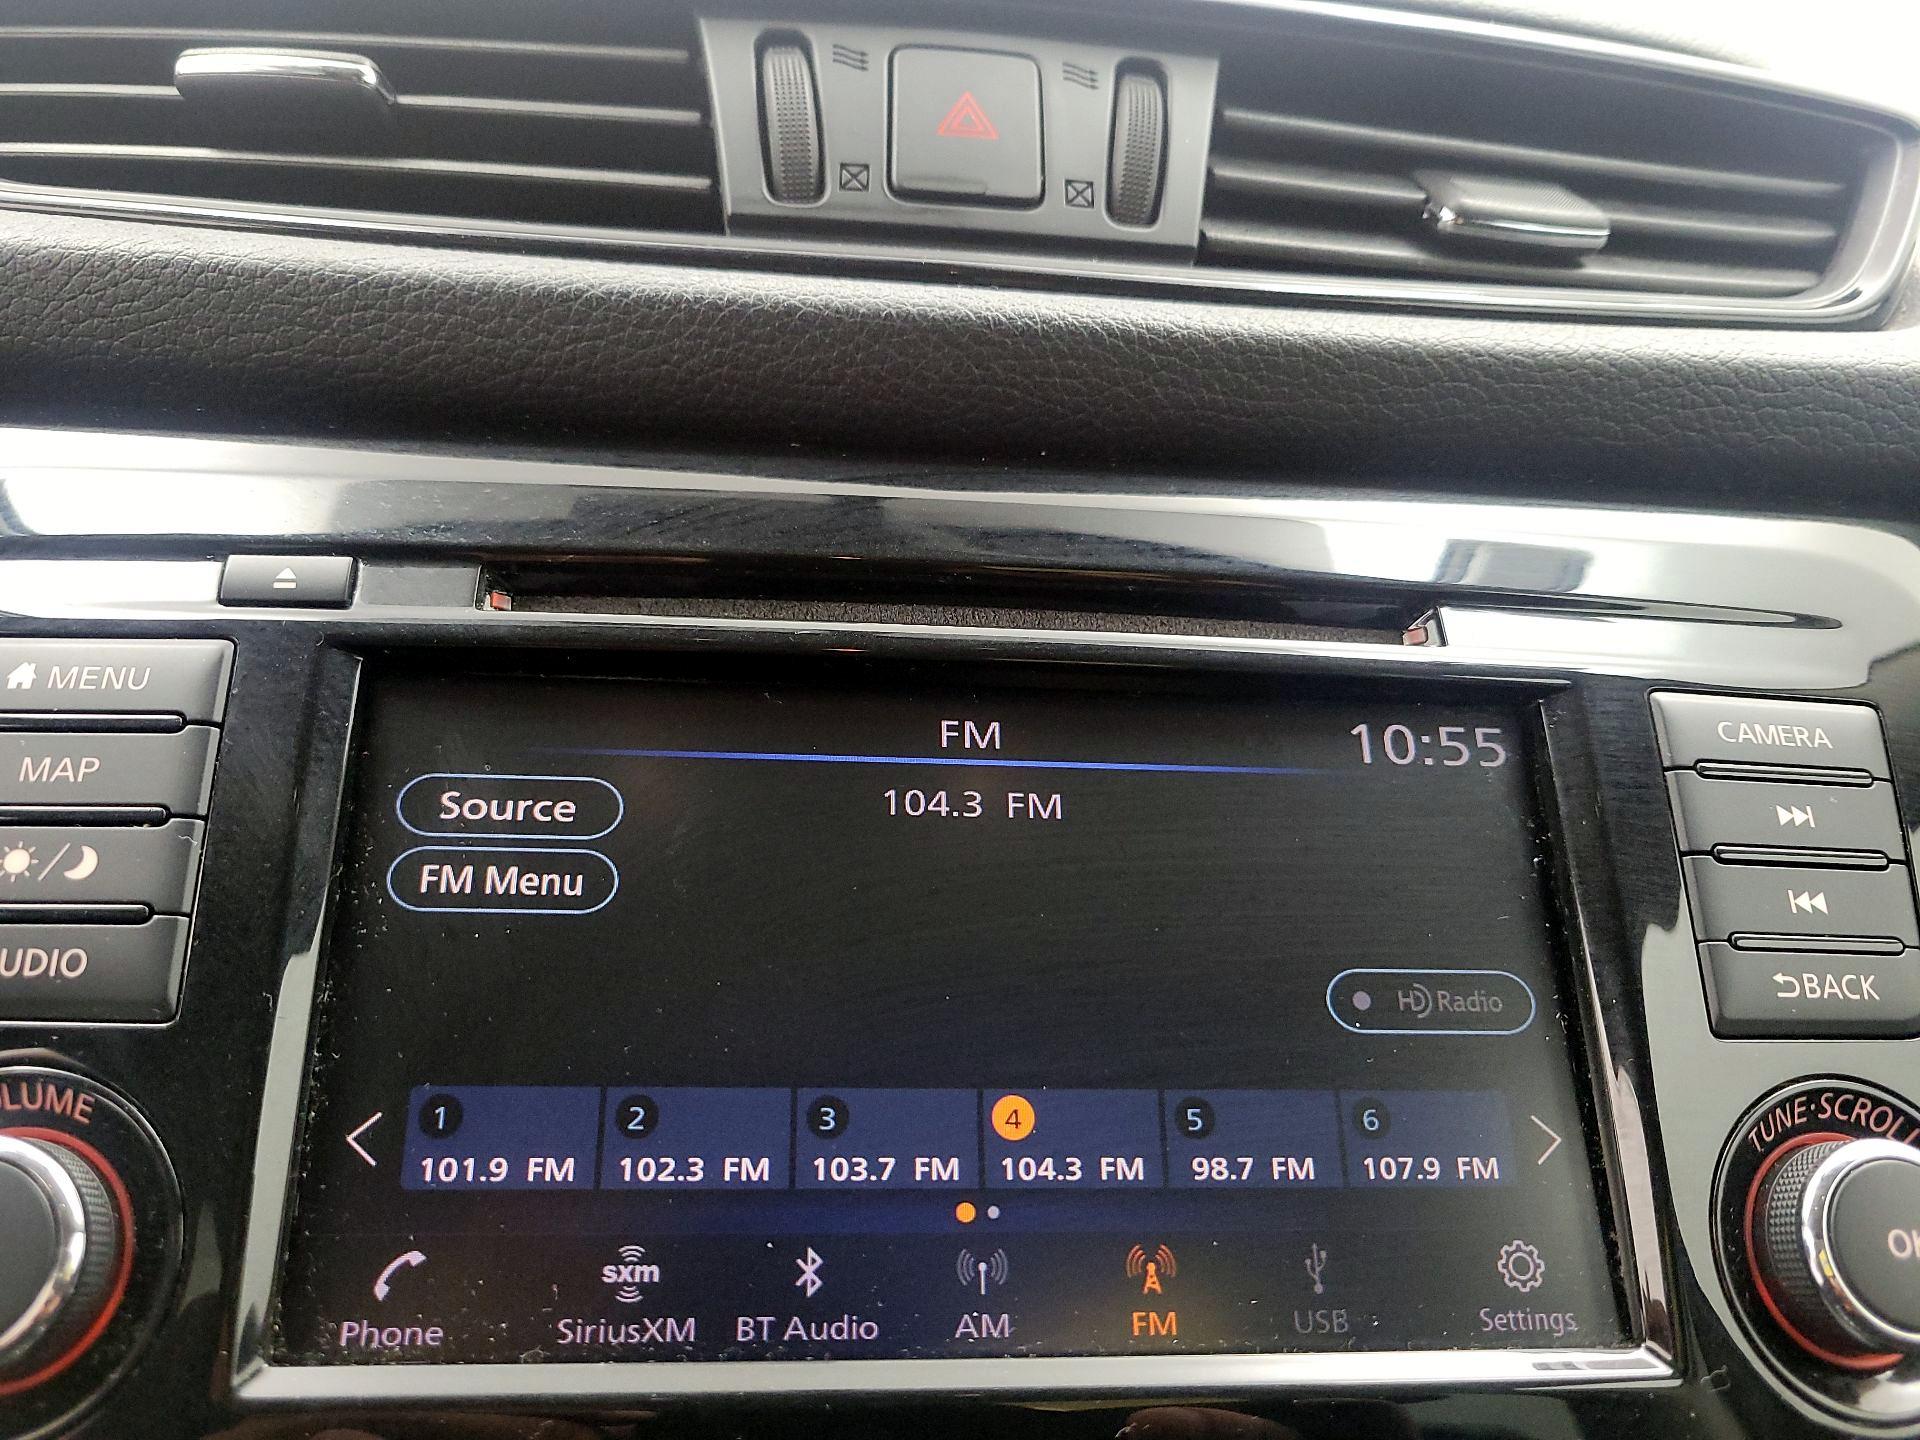 MENU
MAP
UDIO
LUME
FM
10:55
Source
104.3 FM
FM Menu
HD Radio
1
2
3
4
5
6
101.9 FM
102.3 FM
103.7 FM
104.3 FM
98.7 FM
107.9 FM
sxm
Phone
SiriusXM
BT Audio
AM
FM
USB
Settings
CAMERA
BACK
TUNE·SCROLL
OK